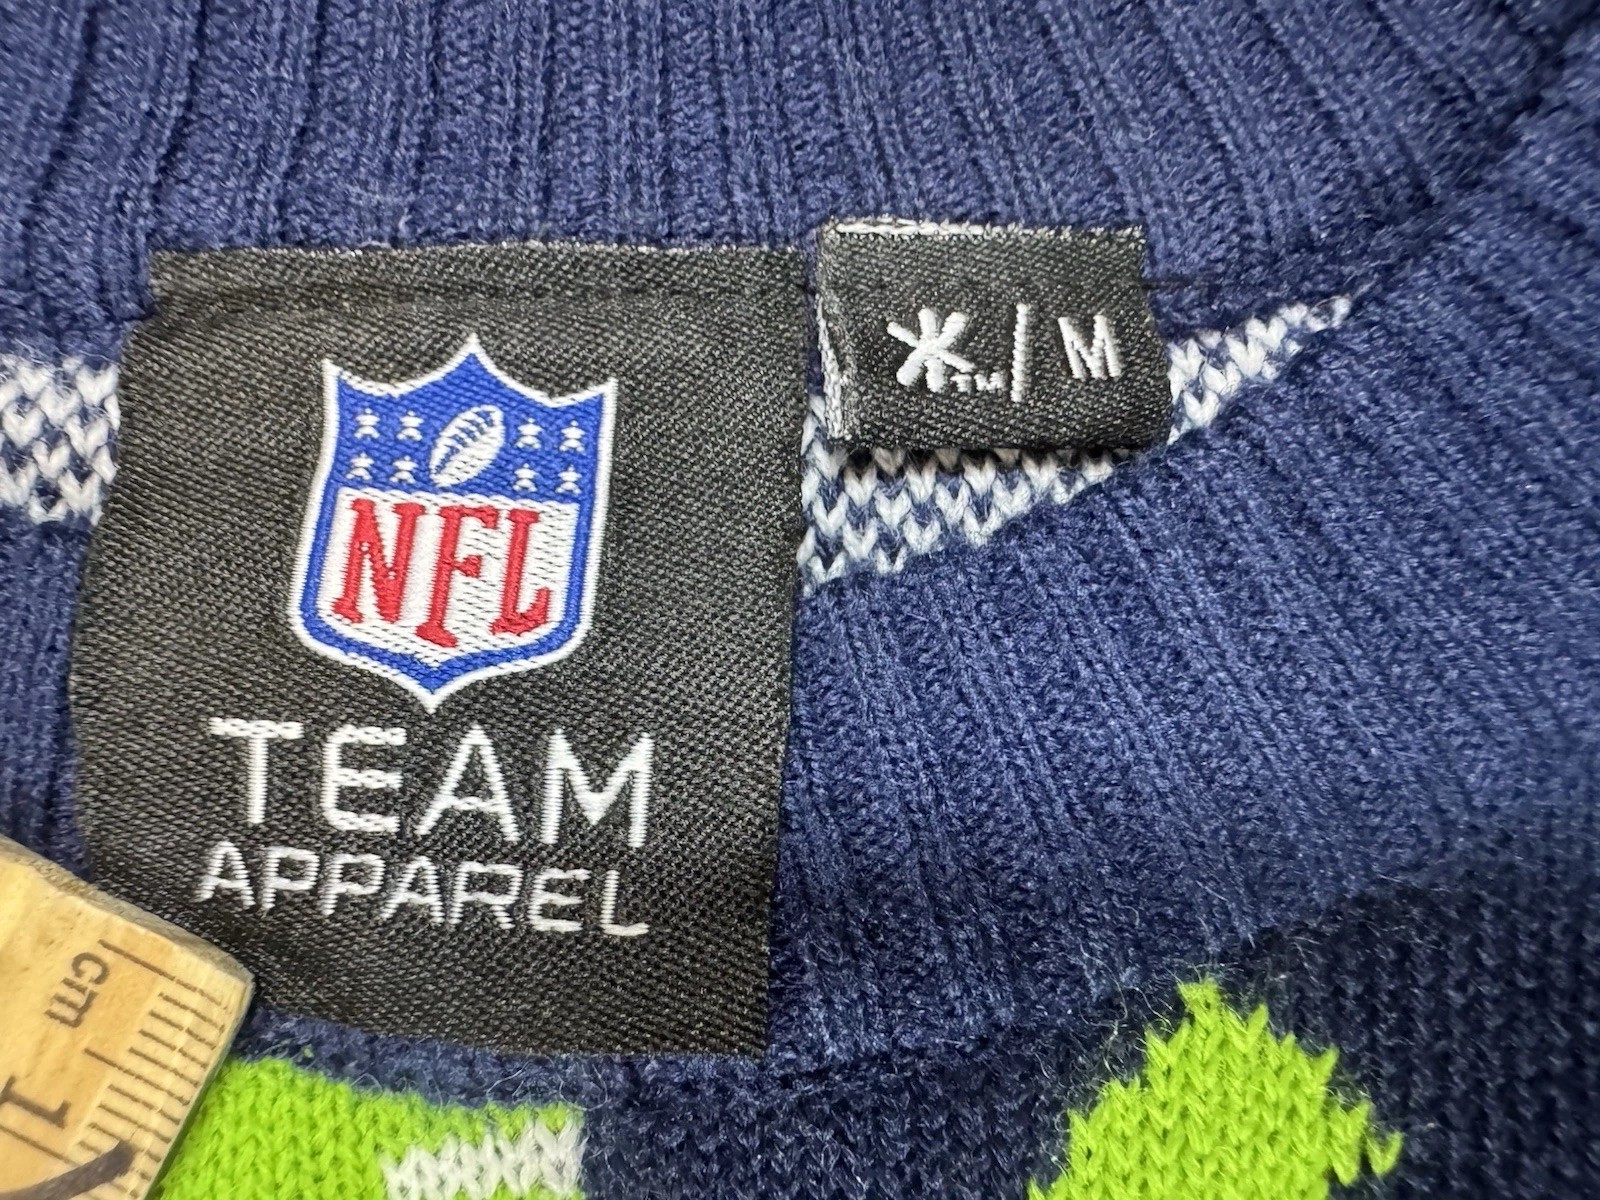 NFL
TEAM
APPAREL
TM / M
cm
1